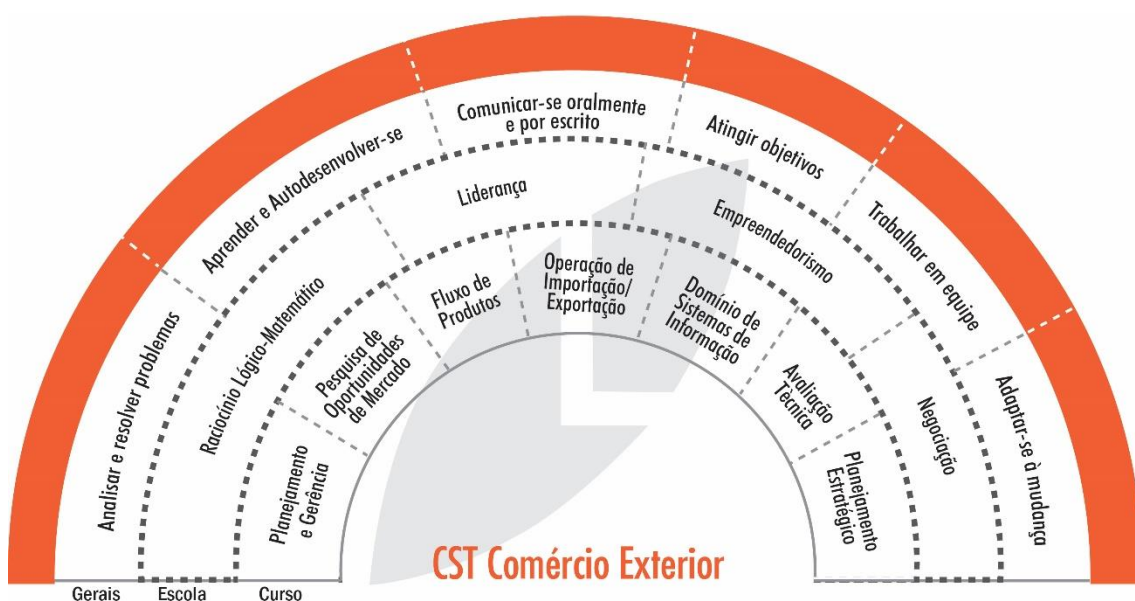 Analisar e resolver problemas
Aprender e Autodesenvolver-se
Comunicar-se oralmente
e por escrito
Atingir objetivos
Trabalhar em equipe
Adaptar-se à mudança
Raciocínio Lógico-Matemático
Liderança
Empreendedorismo
Negociação
Planejamento
e Gerência
Pesquisa de
Oportunidades
de Mercado
Fluxo de
Produtos
Operação de
Importação/
Exportação
Domínio de
Sistemas de
Informação
Avaliação
Tècnica
Planejamento
Estratégico
CST Comércio Exterior
Gerais
Escola
Curso